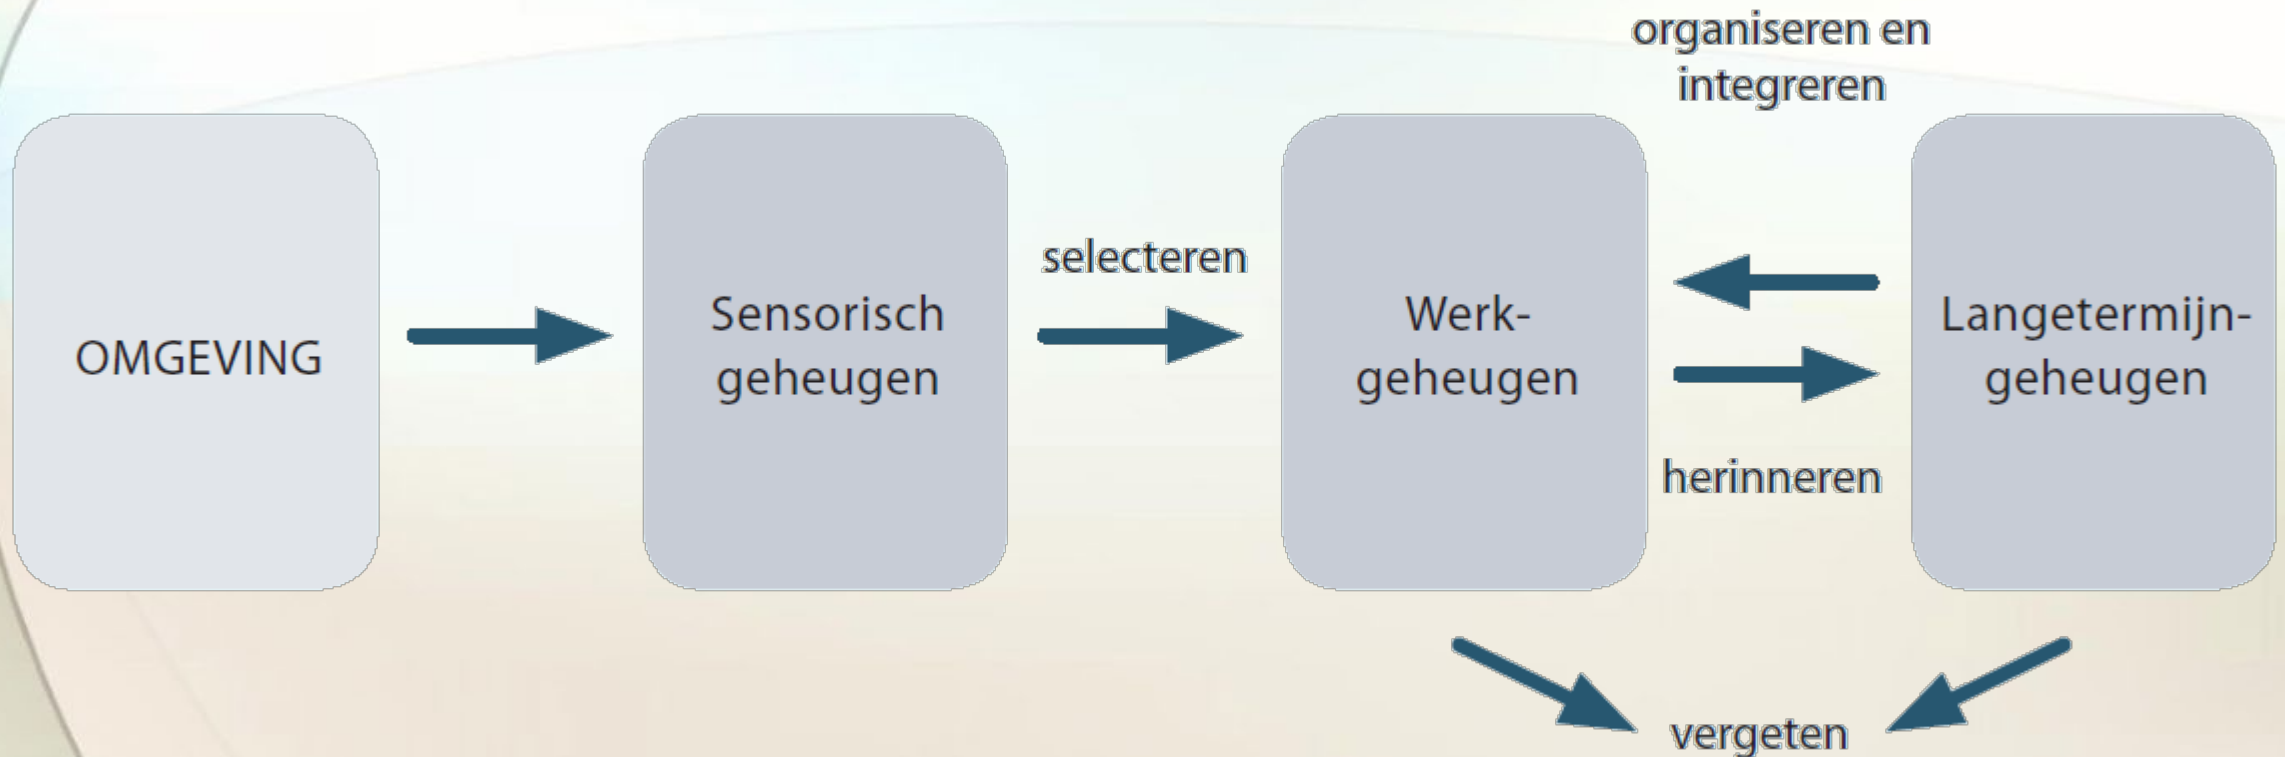 organiseren en
integreren
OMGEVING
Sensorisch
geheugen
selecteren
Werk-
geheugen
Langetermijn-
geheugen
herinneren
vergeten